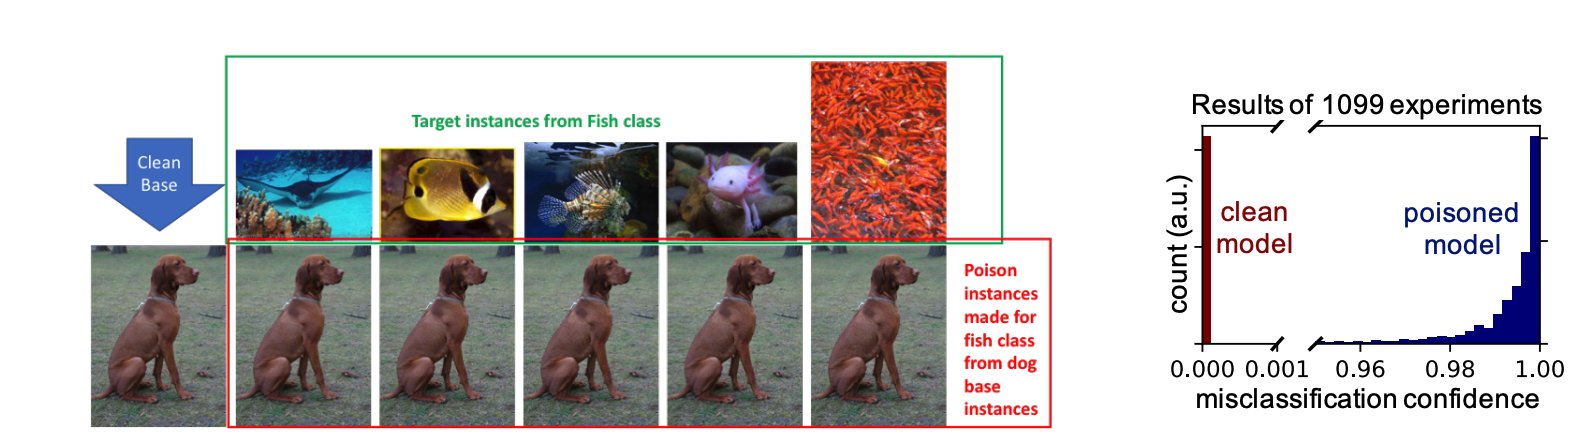 Target instances from Fish class
Clean
Base
Poison
instances
made for
fish class
from dog
base
instances
Results of 1099 experiments
count (a.u.)
clean
model
poisoned
model
0.000 0.001 0.96 0.98 1.00
misclassification confidence